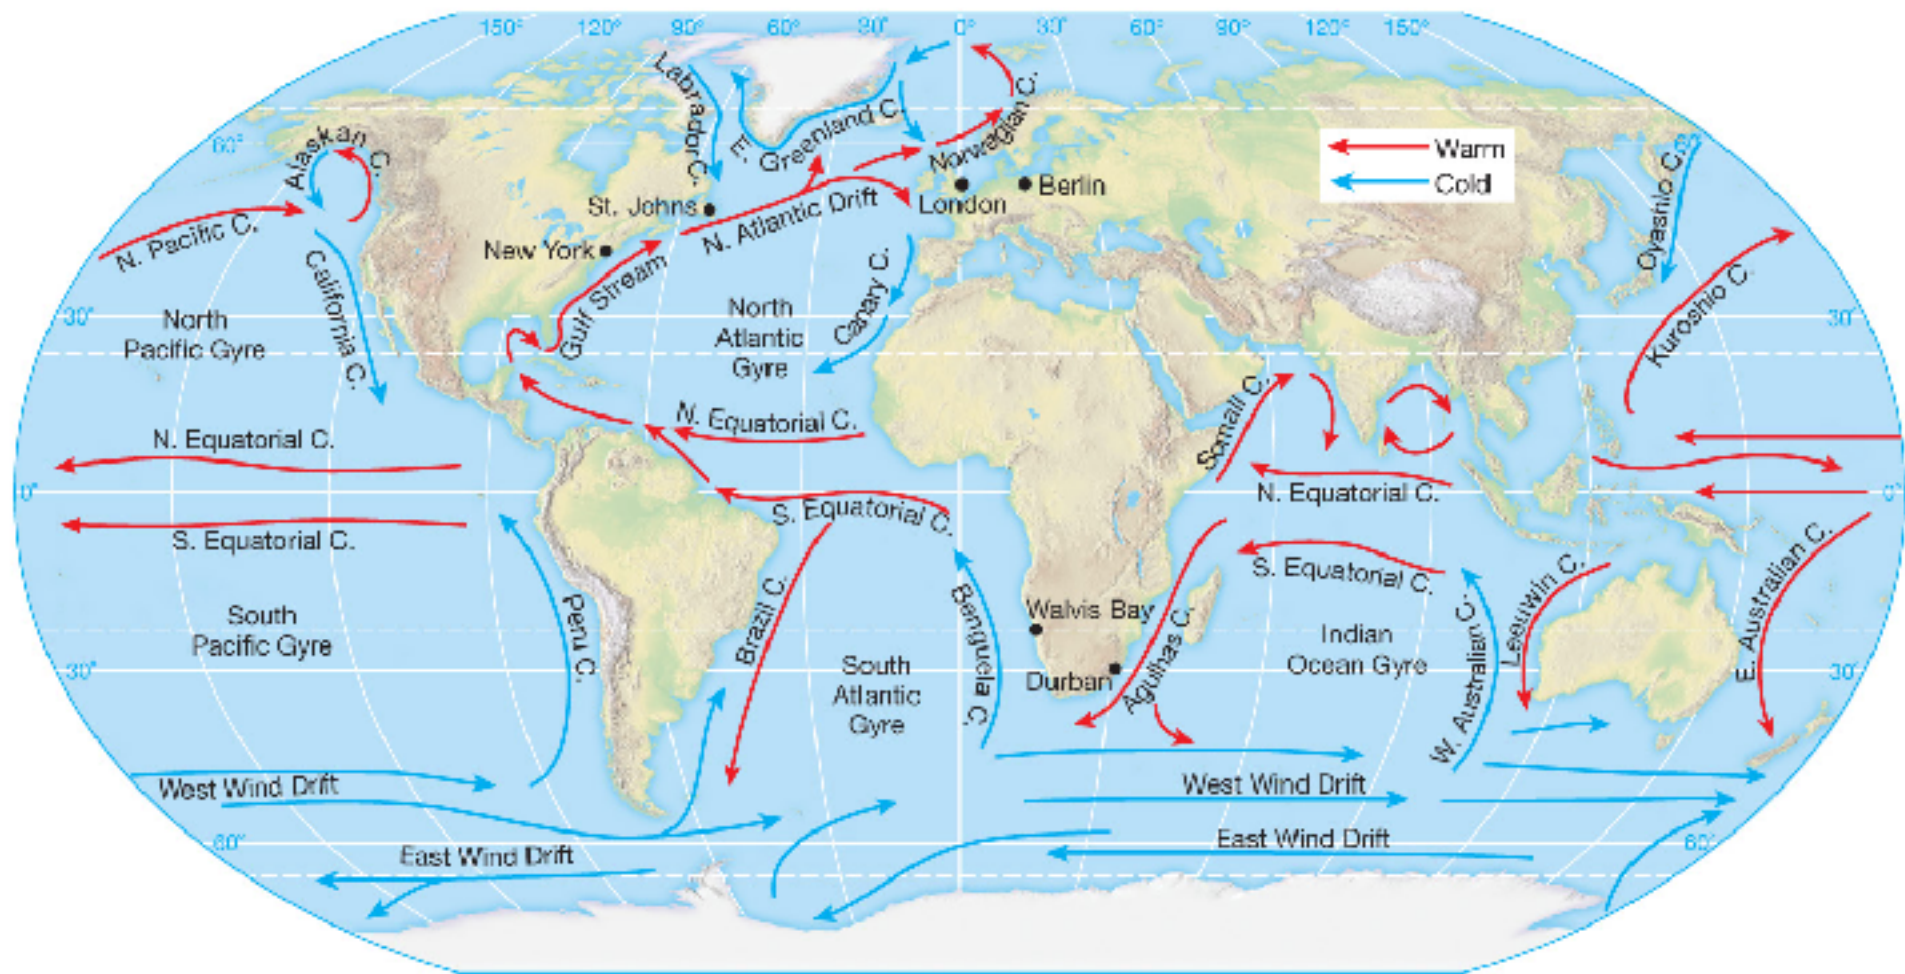 150° 120° 90° 60° 30° 0° 30° 60° 90° 120° 150°
Labrador C.
E. Greenland C.
Norwegian C.
Alaskan C.
60°
Warm
Cold
Oyashio C.
N. Pacific C.
St. Johns
New York
N. Atlantic Drift
London
Berlin
California C.
Gulf Stream
Canary C.
Kuroshio C.
30°
North
Pacific Gyre
North
Atlantic
Gyre
30°
N. Equatorial C.
N. Equatorial C.
Somali C.
N. Equatorial C.
0°
0°
S. Equatorial C.
S. Equatorial C.
S. Equatorial C.
Leeuwin C.
E. Australian C.
South
Pacific Gyre
Peru C.
Brazil C.
South
Atlantic
Gyre
Benguela C.
Walvis Bay
Durban
Agulhas C.
Indian
Ocean Gyre
W. Australian C.
30°
30°
West Wind Drift
West Wind Drift
60°
East Wind Drift
East Wind Drift
60°